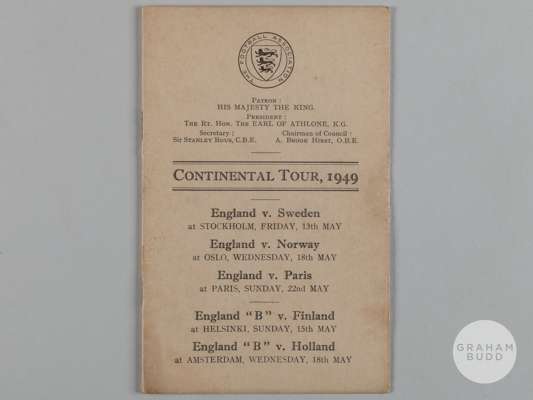 THE FOOTBALL ASSOCIATION
PATRON :
HIS MAJESTY THE KING.
PRESIDENT :
THE RT. HON. THE EARL OF ATHLONE, K.G.
Secretary : Chairman of Council :
SIR STANLEY ROUS, C.B.E. A. BROOK HIRST, O.B.E.
CONTINENTAL TOUR, 1949
England v. Sweden
at STOCKHOLM, FRIDAY, 13th MAY
England v. Norway
at OSLO, WEDNESDAY, 18th MAY
England v. Paris
at PARIS, SUNDAY, 22nd MAY
England "B" v. Finland
at HELSINKI, SUNDAY, 15th MAY
England "B" v. Holland
at AMSTERDAM, WEDNESDAY, 18th MAY
GRAHAM
BUDD